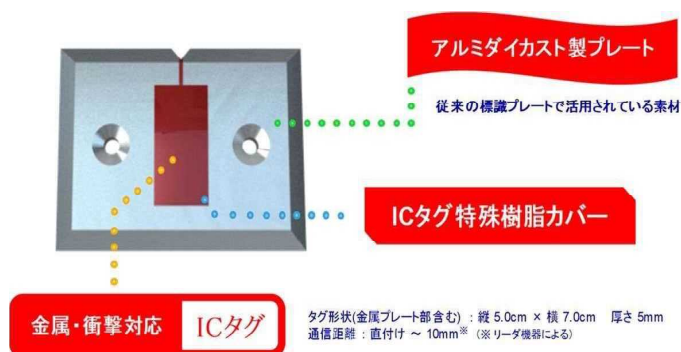 アルミダイカスト製プレート
従来の標識プレートで活用されている素材
ICタグ特殊樹脂カバー
金属・衝撃対応 ICタグ
タグ形状(金属プレート部含む) : 縦 5.0cm × 横 7.0cm 厚さ 5mm
通信距離 : 直付け ～ 10mm※ (※ リーダ機器による)